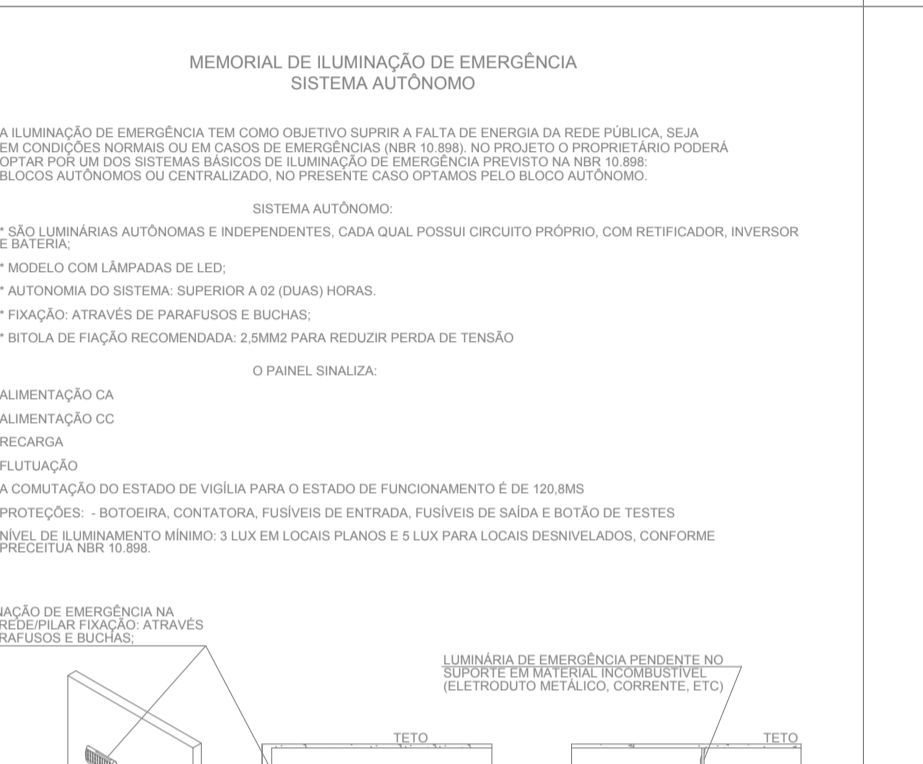 MEMORIAL DE ILUMINAÇÃO DE EMERGÊNCIA
SISTEMA AUTÔNOMO
A ILUMINAÇÃO DE EMERGÊNCIA TEM COMO OBJETIVO SUPRIR A FALTA DE ENERGIA DA REDE PÚBLICA, SEJA
EM CONDIÇÕES NORMAIS OU EM CASOS DE EMERGÊNCIAS (NBR 10.898). NO PROJETO O PROPRIETÁRIO PODERÁ
OPTAR POR UM DOS SISTEMAS BÁSICOS DE ILUMINAÇÃO DE EMERGÊNCIA PREVISTO NA NBR 10.898:
BLOCOS AUTÔNOMOS OU CENTRALIZADO, NO PRESENTE CASO OPTAMOS PELO BLOCO AUTÔNOMO.
SISTEMA AUTÔNOMO:
* SÃO LUMINÁRIAS AUTÔNOMAS E INDEPENDENTES, CADA QUAL POSSUI CIRCUITO PRÓPRIO, COM RETIFICADOR, INVERSOR
E BATERIA;
* MODELO COM LÂMPADAS DE LED;
* AUTONOMIA DO SISTEMA: SUPERIOR A 02 (DUAS) HORAS.
* FIXAÇÃO: ATRAVÉS DE PARAFUSOS E BUCHAS;
* BITOLA DE FIAÇÃO RECOMENDADA: 2,5MM2 PARA REDUZIR PERDA DE TENSÃO
O PAINEL SINALIZA:
ALIMENTAÇÃO CA
ALIMENTAÇÃO CC
RECARGA
FLUTUAÇÃO
A COMUTAÇÃO DO ESTADO DE VIGÍLIA PARA O ESTADO DE FUNCIONAMENTO É DE 120,8MS
PROTEÇÕES: - BOTOEIRA, CONTATORA, FUSÍVEIS DE ENTRADA, FUSÍVEIS DE SAÍDA E BOTÃO DE TESTES
NÍVEL DE ILUMINAMENTO MÍNIMO: 3 LUX EM LOCAIS PLANOS E 5 LUX PARA LOCAIS DESNIVELADOS, CONFORME
PRECEITUA NBR 10.898.
NAÇÃO DE EMERGÊNCIA NA
REDE/PILAR FIXAÇÃO: ATRAVÉS
RAFUSOS E BUCHAS;
LUMINÁRIA DE EMERGÊNCIA PENDENTE NO
SUPORTE EM MATERIAL INCOMBUSTÍVEL
(ELETRODUTO METÁLICO, CORRENTE, ETC)
TETO
TETO